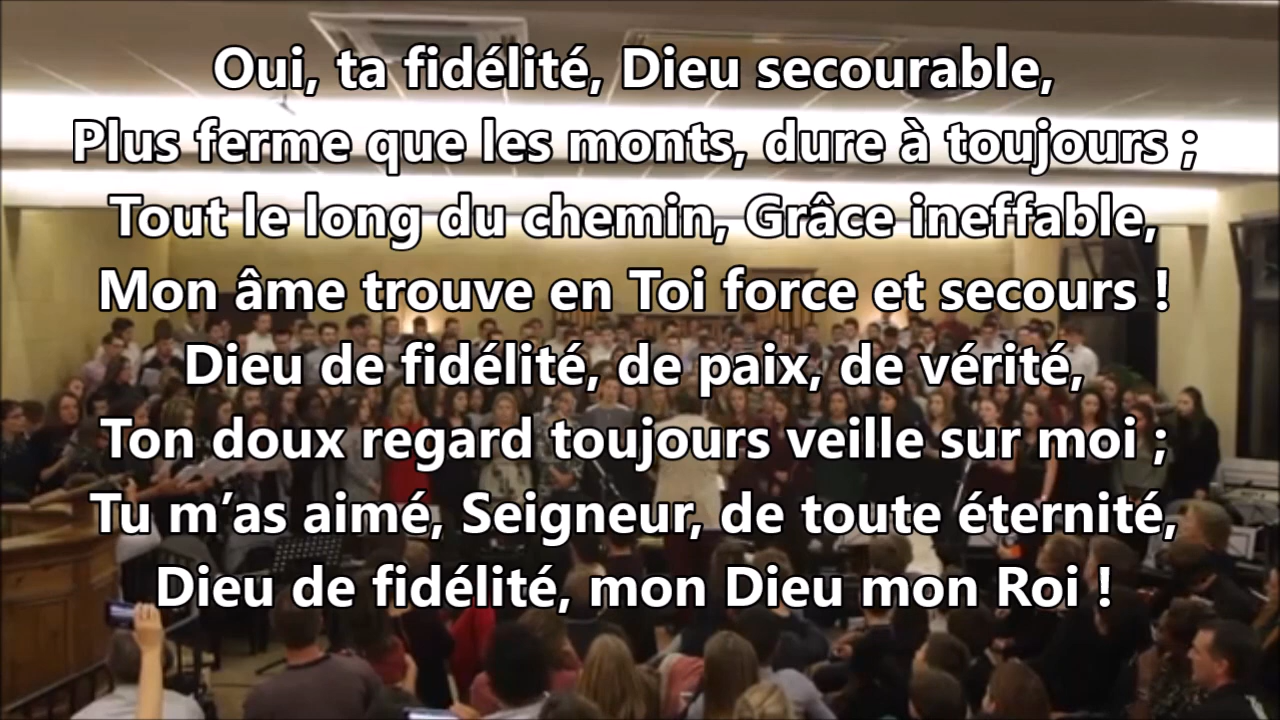 Oui, ta fidélité, Dieu secourable,
Plus ferme que les monts, dure à toujours ;
Tout le long du chemin, Grâce ineffable,
Mon âme trouve en Toi force et secours !
Dieu de fidélité, de paix, de vérité,
Ton doux regard toujours veille sur moi ;
Tu m’as aimé, Seigneur, de toute éternité,
Dieu de fidélité, mon Dieu mon Roi !